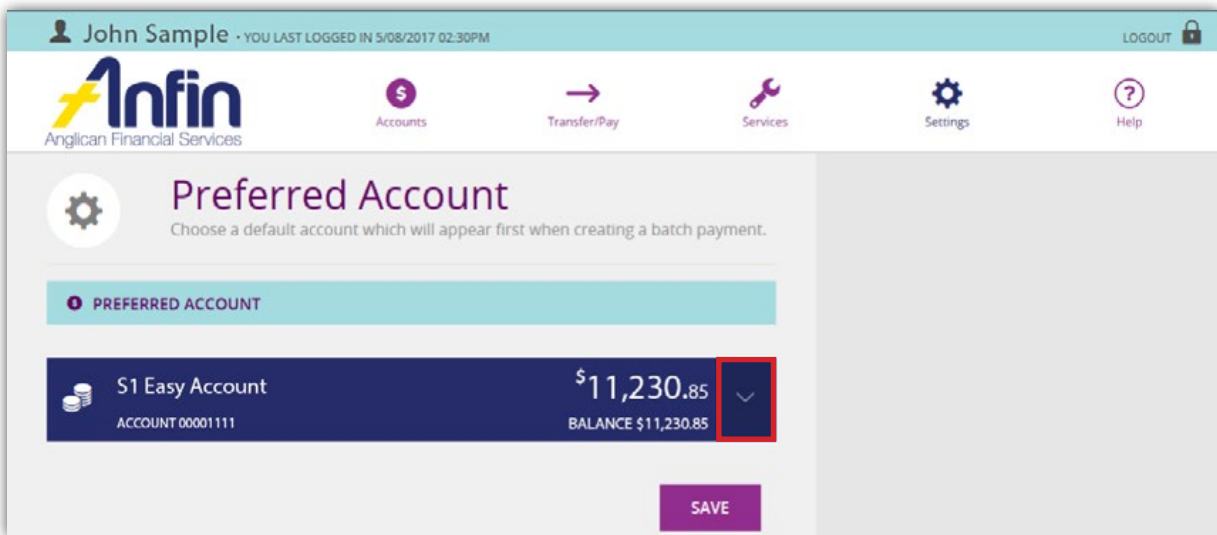 John Sample • YOU LAST LOGGED IN 5/08/2017 02:30PM
LOGOUT
Anfin
Anglican Financial Services
$
Accounts
Transfer/Pay
Services
Settings
?
Help
Preferred Account
Choose a default account which will appear first when creating a batch payment.
PREFERRED ACCOUNT
S1 Easy Account
$11,230.85
ACCOUNT 00001111
BALANCE $11,230.85
SAVE